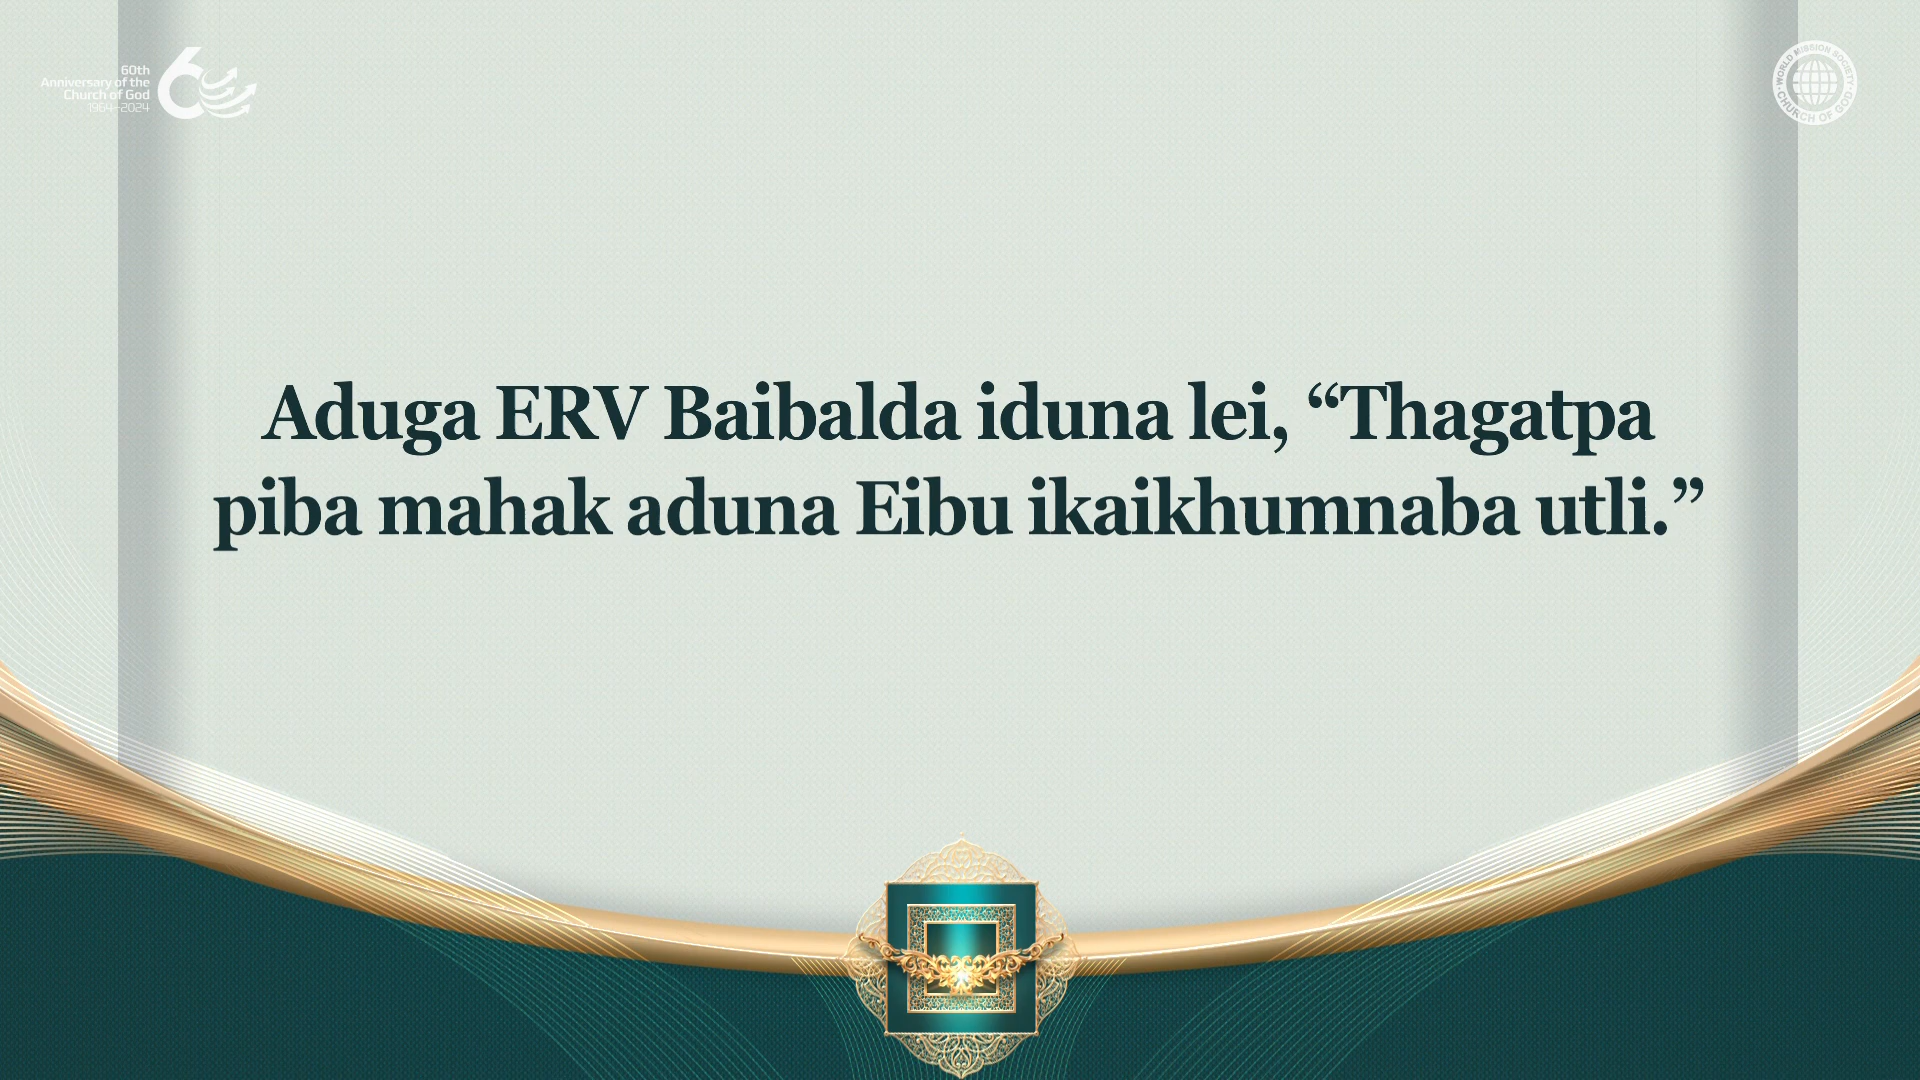 60th
Anniversary of the
Church of God
1964–2024
60
WORLD MISSION SOCIETY
CHURCH OF GOD
Aduga ERV Baibalda iduna lei, “Thagatpa
piba mahak aduna Eibu ikaikhumnaba utli.”